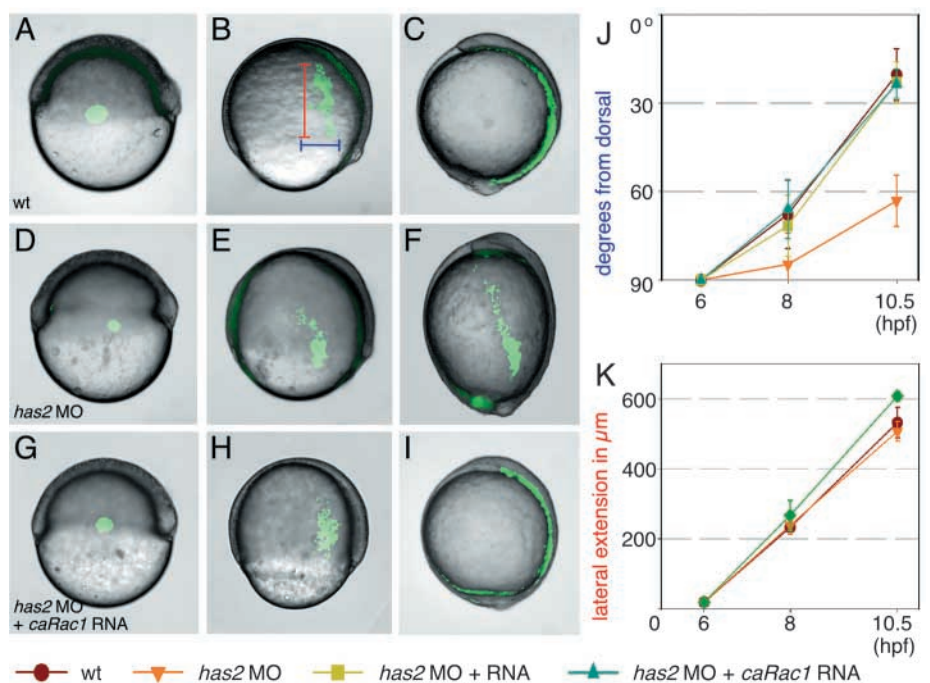 A
B
C
wt
D
E
F
has2 MO
G
H
I
has2 MO
+ caRac1 RNA
J
0°
30
60
90
degrees from dorsal
6
8
10.5
(hpf)
K
600
400
200
0
lateral extension in µm
6
8
10.5
(hpf)
wt
has2 MO
has2 MO + RNA
has2 MO + caRac1 RNA